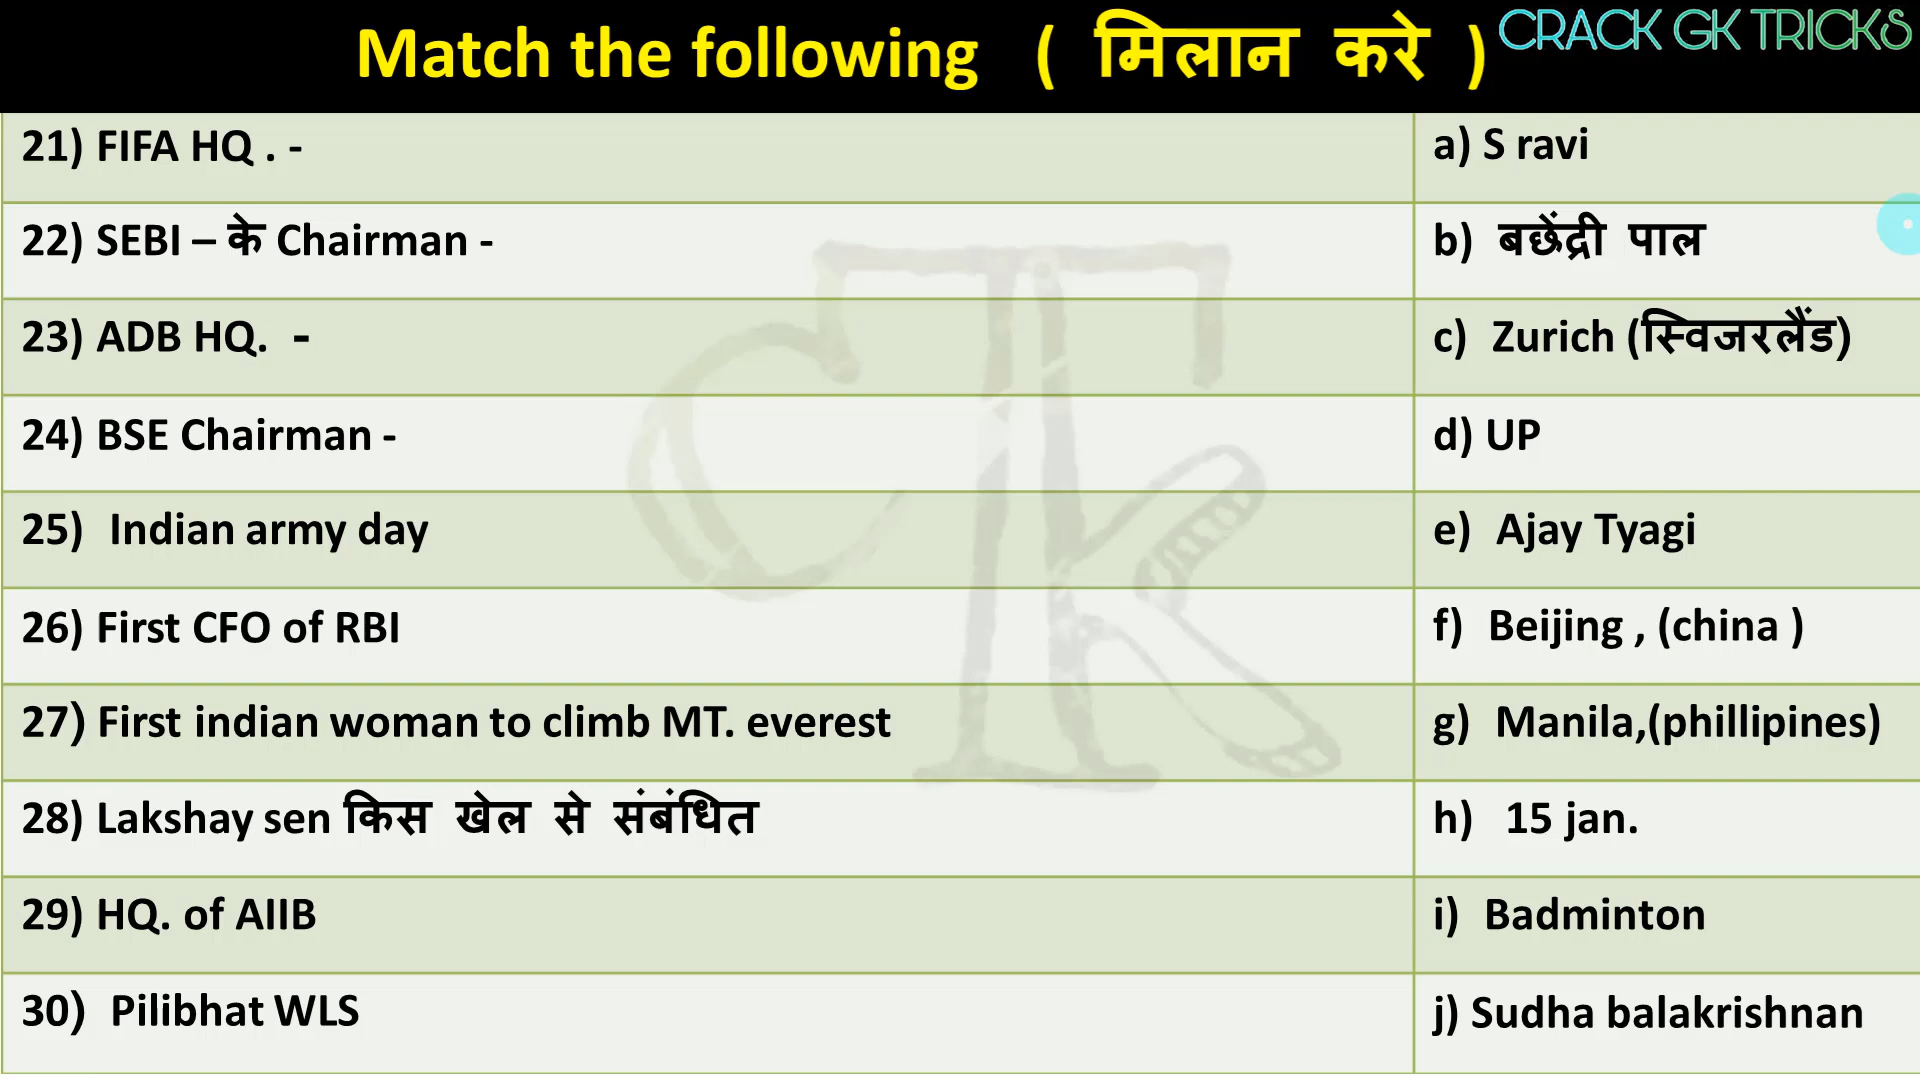 Match the following ( मिलान करे )
CRACK GK TRICKS
21) FIFA HQ . -
a) S ravi
22) SEBI – के Chairman -
b) बछेंद्री पाल
23) ADB HQ. -
c) Zurich (स्विजरलैंड)
24) BSE Chairman -
d) UP
25) Indian army day
e) Ajay Tyagi
26) First CFO of RBI
f) Beijing , (china )
27) First indian woman to climb MT. everest
g) Manila,(phillipines)
28) Lakshay sen किस खेल से संबंधित
h) 15 jan.
29) HQ. of AIIB
i) Badminton
30) Pilibhat WLS
j) Sudha balakrishnan
CTK